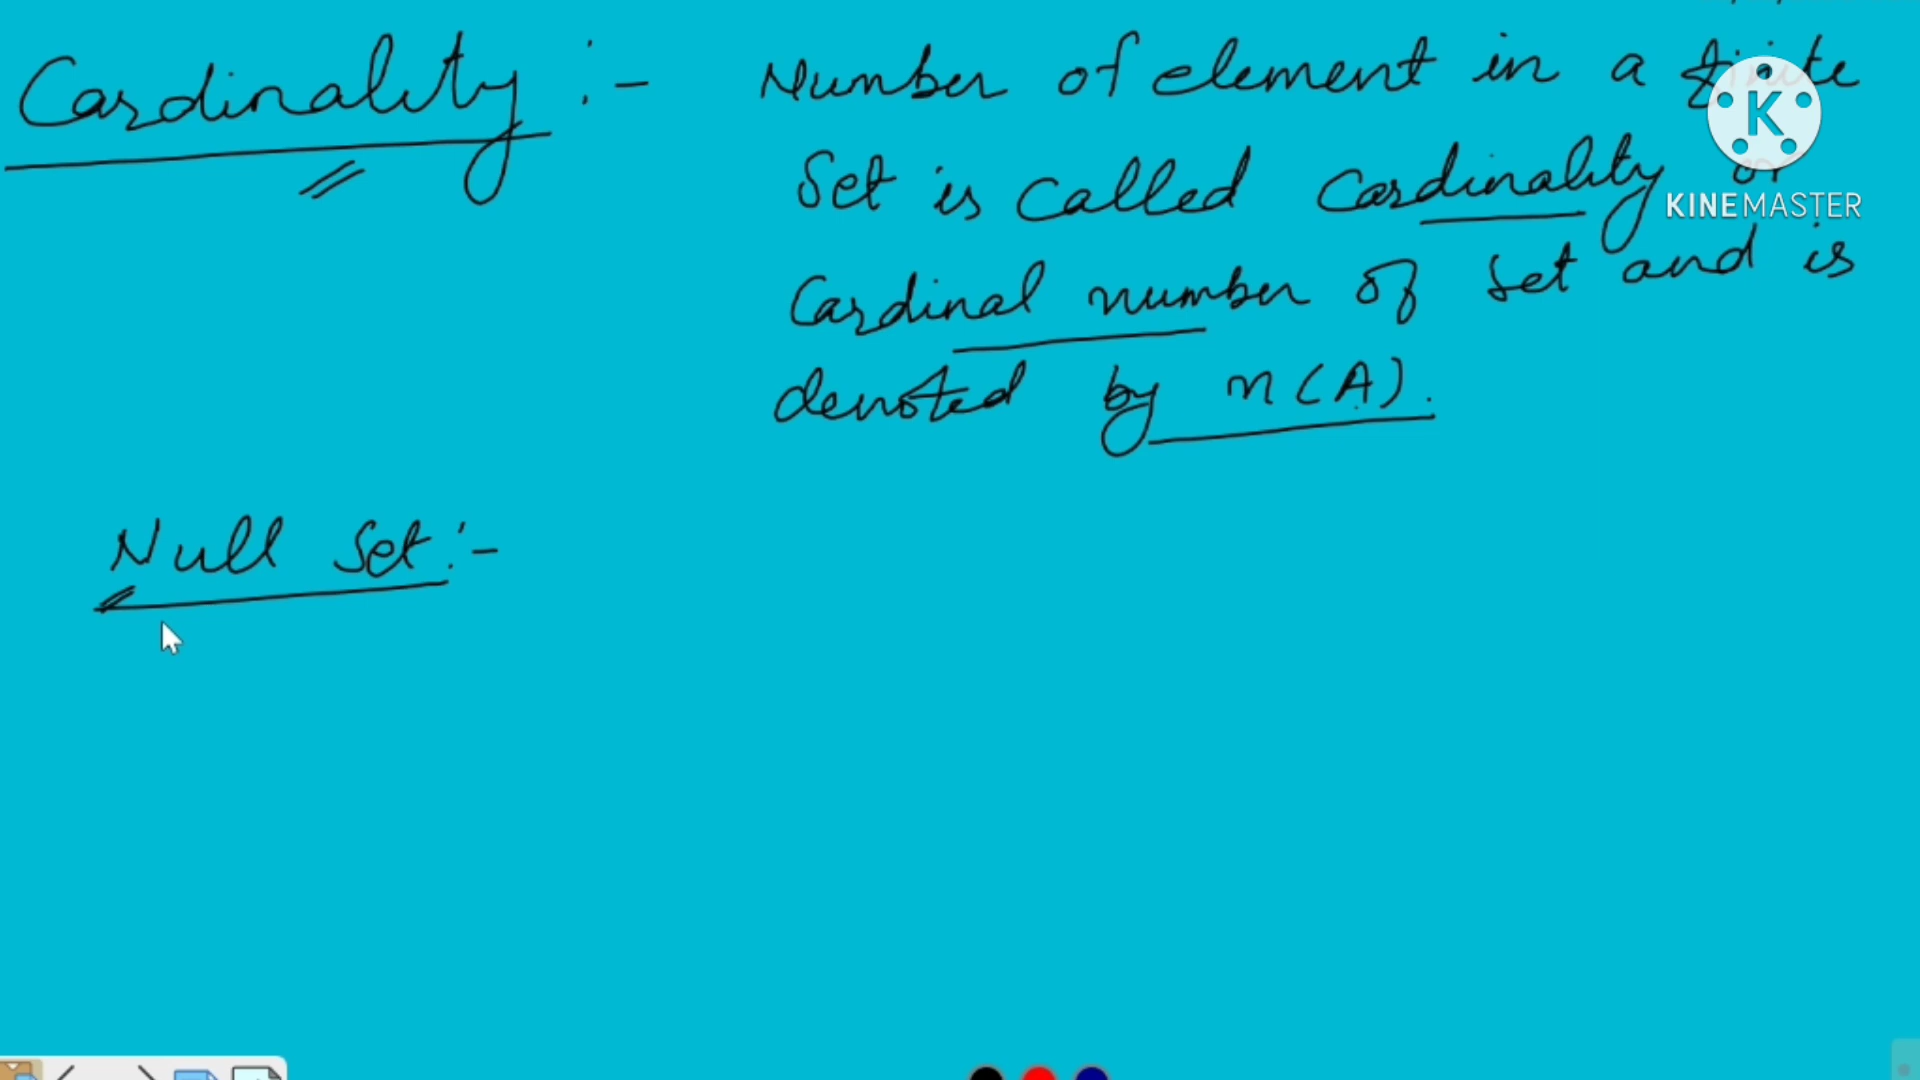 Cardinality :- Number of element in a finite
Set is called Cardinality or
Cardinal number of set and is
denoted by n(A).
KINEMASTER
Null Set :-